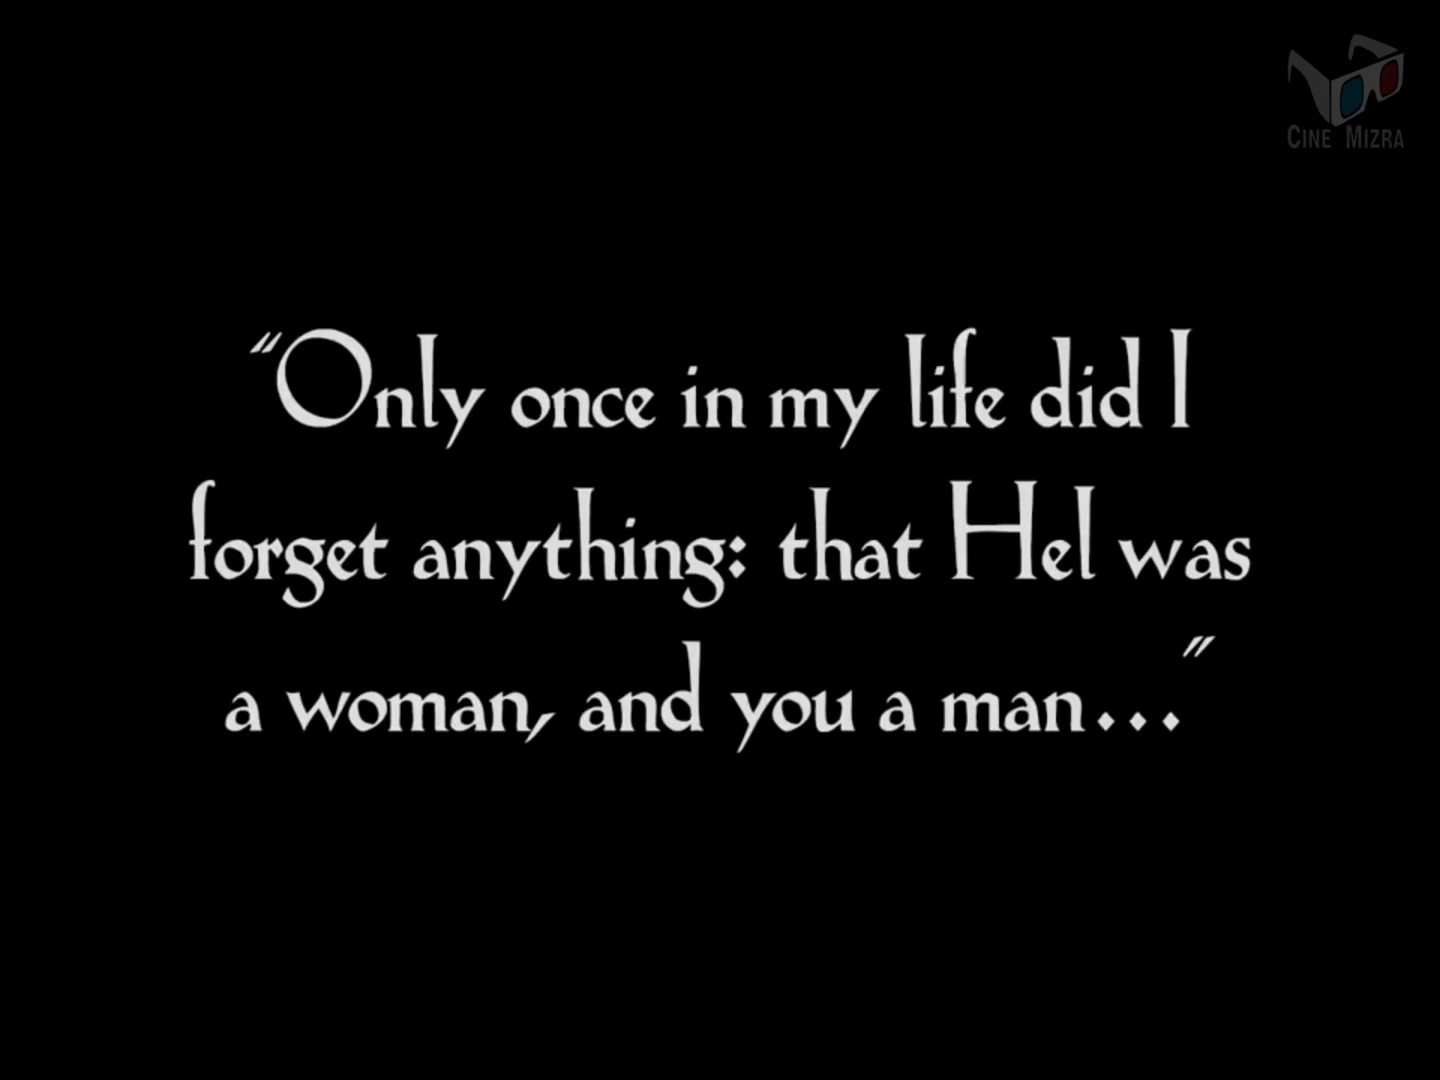 CINE MIZRA
"Only once in my life did I
forget anything: that Hel was
a woman, and you a man..."